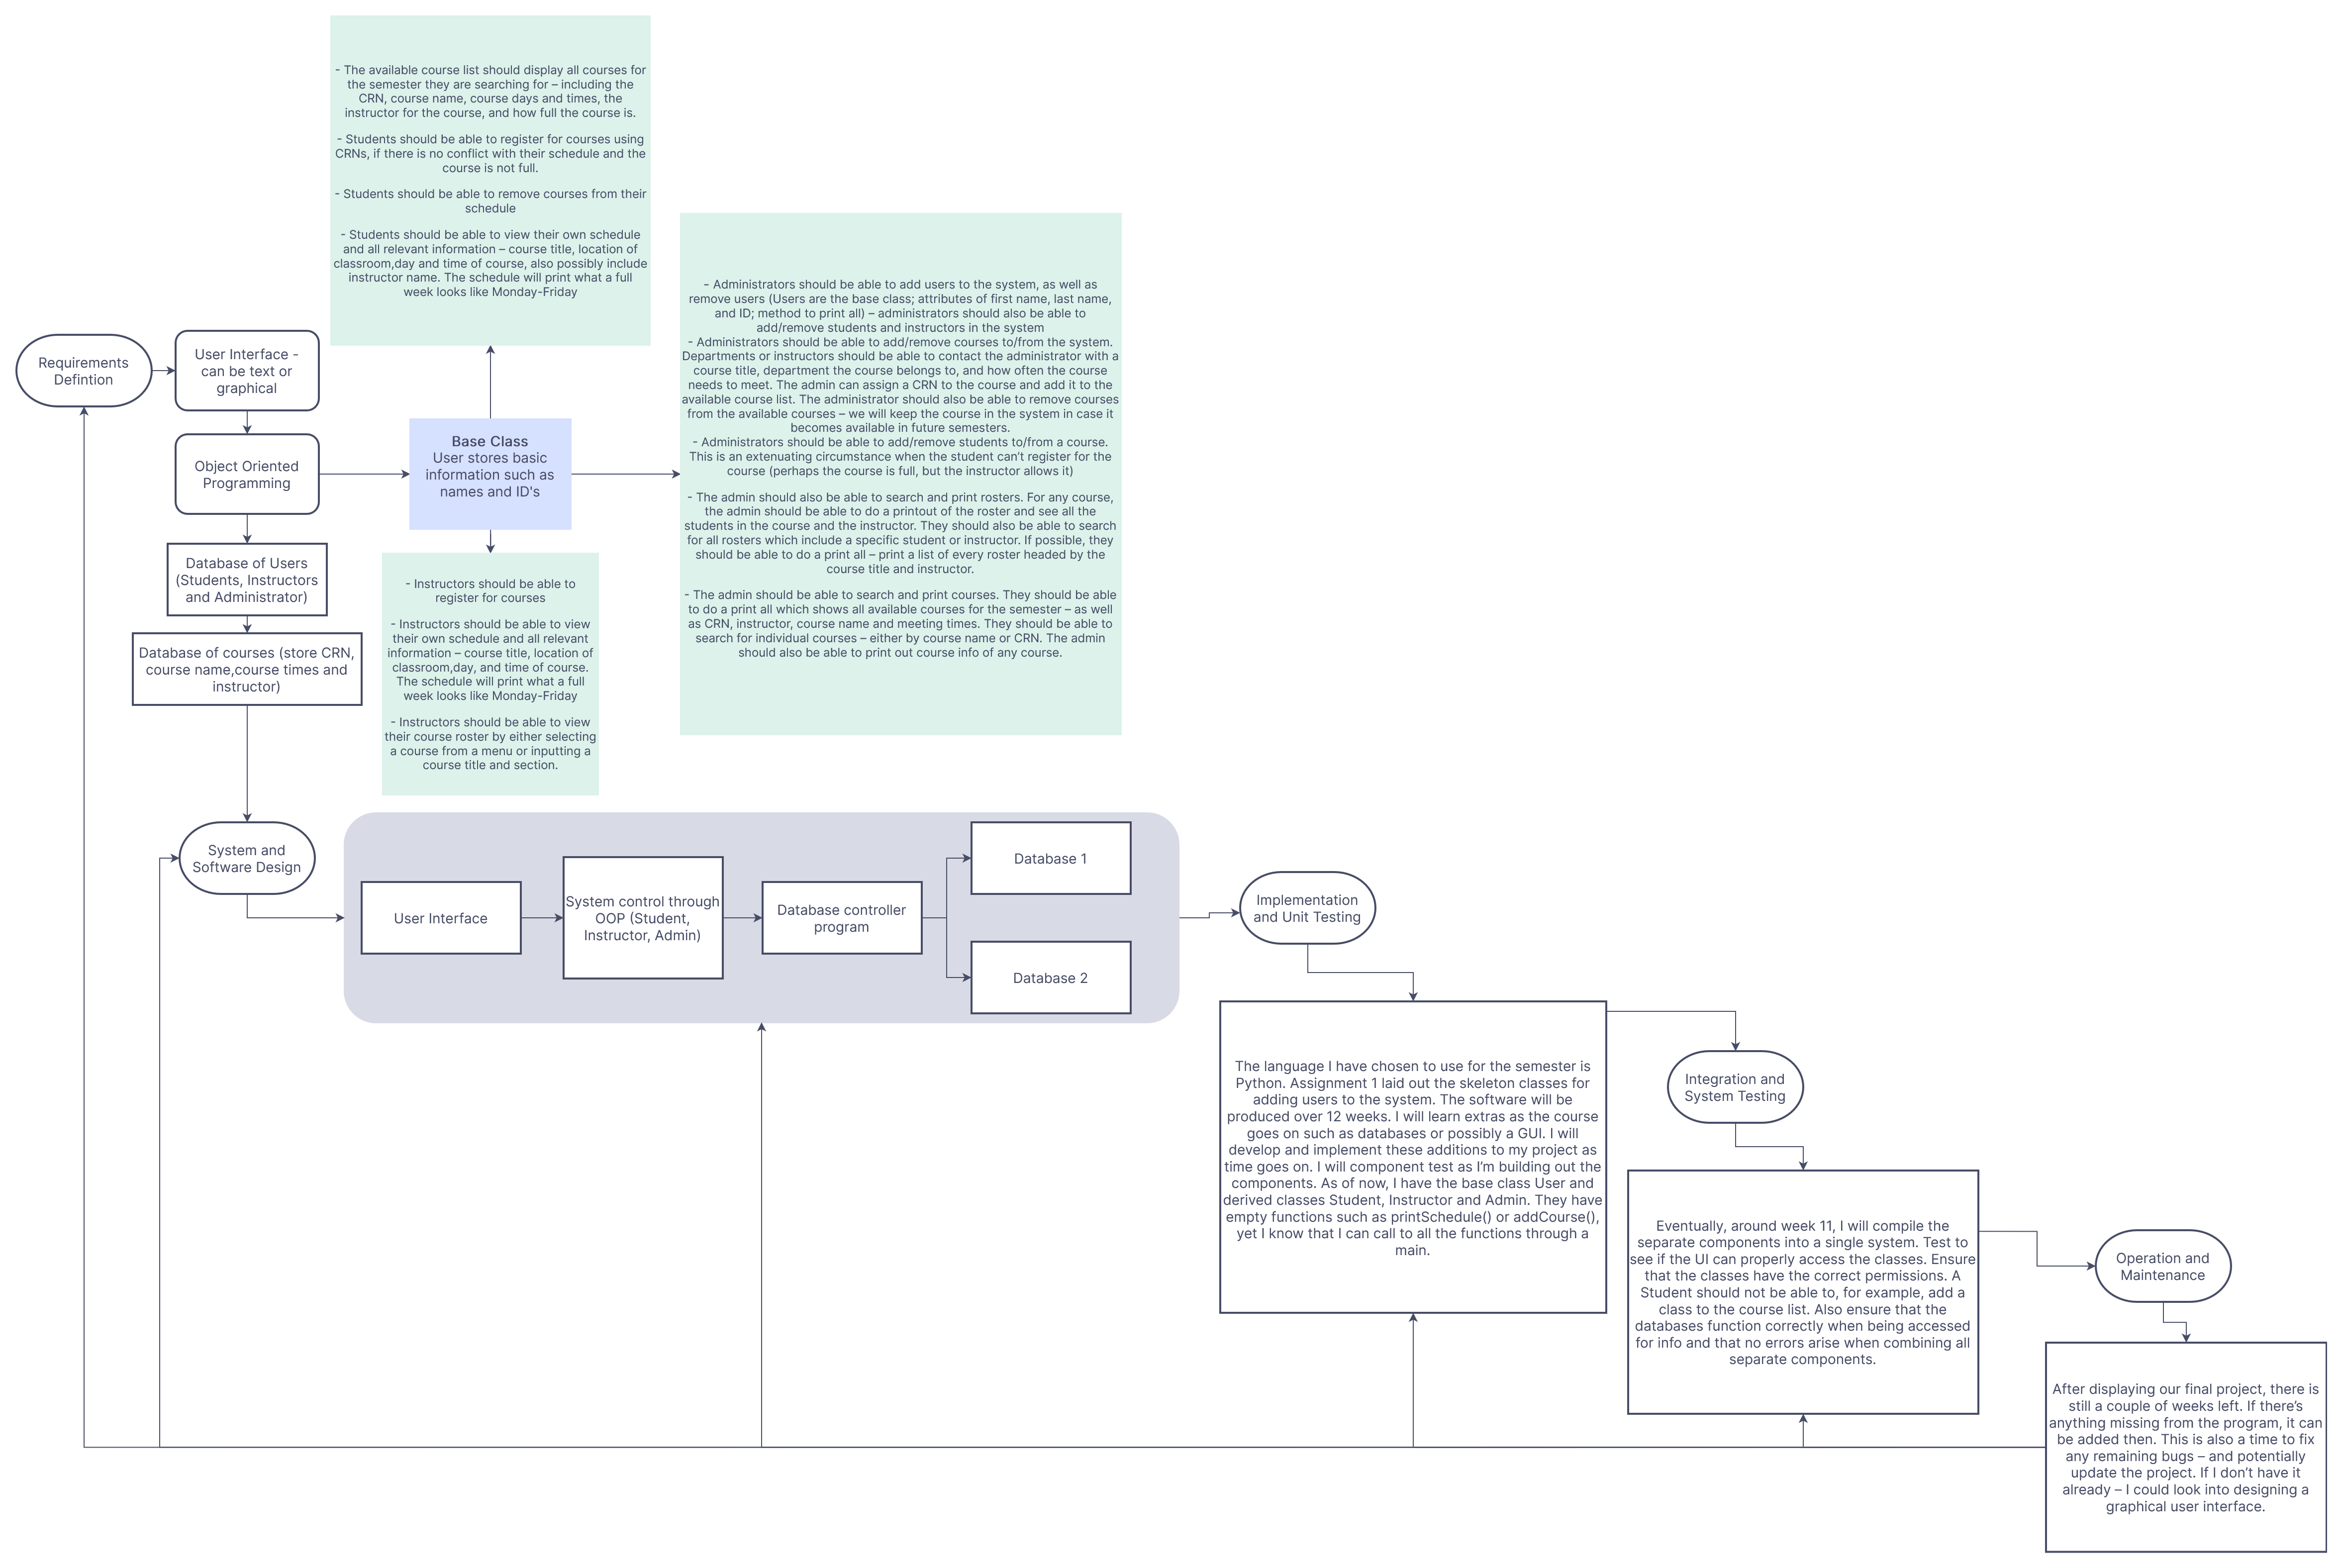 - The available course list should display all courses for
the semester they are searching for – including the
CRN, course name, course days and times, the
instructor for the course, and how full the course is.
- Students should be able to register for courses using
CRNs, if there is no conflict with their schedule and the
course is not full.
- Students should be able to remove courses from their
schedule
- Students should be able to view their own schedule
and all relevant information – course title, location of
classroom,day and time of course, also possibly include
instructor name. The schedule will print what a full
week looks like Monday-Friday
Requirements
Defintion
User Interface -
can be text or
graphical
Object Oriented
Programming
Base Class
User stores basic
information such as
names and ID's
- Administrators should be able to add users to the system, as well as
remove users (Users are the base class; attributes of first name, last name,
and ID; method to print all) – administrators should also be able to
add/remove students and instructors in the system
- Administrators should be able to add/remove courses to/from the system.
Departments or instructors should be able to contact the administrator with a
course title, department the course belongs to, and how often the course
needs to meet. The admin can assign a CRN to the course and add it to the
available course list. The administrator should also be able to remove courses
from the available courses – we will keep the course in the system in case it
becomes available in future semesters.
- Administrators should be able to add/remove students to/from a course.
This is an extenuating circumstance when the student can’t register for the
course (perhaps the course is full, but the instructor allows it)
- The admin should also be able to search and print rosters. For any course,
the admin should be able to do a printout of the roster and see all the
students in the course and the instructor. They should also be able to search
for all rosters which include a specific student or instructor. If possible, they
should be able to do a print all – print a list of every roster headed by the
course title and instructor.
- The admin should be able to search and print courses. They should be able
to do a print all which shows all available courses for the semester – as well
as CRN, instructor, course name and meeting times. They should be able to
search for individual courses – either by course name or CRN. The admin
should also be able to print out course info of any course.
Database of Users
(Students, Instructors
and Administrator)
Database of courses (store CRN,
course name,course times and
instructor)
- Instructors should be able to
register for courses
- Instructors should be able to view
their own schedule and all relevant
information – course title, location of
classroom,day, and time of course.
The schedule will print what a full
week looks like Monday-Friday
- Instructors should be able to view
their course roster by either selecting
a course from a menu or inputting a
course title and section.
System and
Software Design
User Interface
System control through
OOP (Student,
Instructor, Admin)
Database controller
program
Database 1
Database 2
Implementation
and Unit Testing
The language I have chosen to use for the semester is
Python. Assignment 1 laid out the skeleton classes for
adding users to the system. The software will be
produced over 12 weeks. I will learn extras as the course
goes on such as databases or possibly a GUI. I will
develop and implement these additions to my project as
time goes on. I will component test as I’m building out the
components. As of now, I have the base class User and
derived classes Student, Instructor and Admin. They have
empty functions such as printSchedule() or addCourse(),
yet I know that I can call to all the functions through a
main.
Integration and
System Testing
Eventually, around week 11, I will compile the
separate components into a single system. Test to
see if the UI can properly access the classes. Ensure
that the classes have the correct permissions. A
Student should not be able to, for example, add a
class to the course list. Also ensure that the
databases function correctly when being accessed
for info and that no errors arise when combining all
separate components.
Operation and
Maintenance
After displaying our final project, there is
still a couple of weeks left. If there’s
anything missing from the program, it can
be added then. This is also a time to fix
any remaining bugs – and potentially
update the project. If I don’t have it
already – I could look into designing a
graphical user interface.